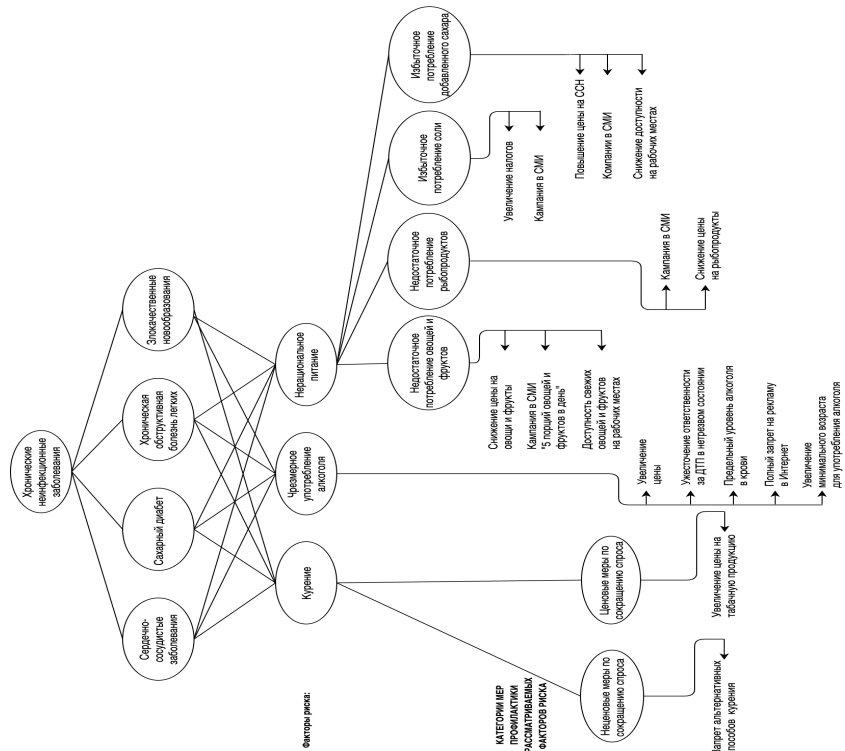 Хронические
неинфекционные
заболевания
Сердечно-
сосудистые
заболевания
Сахарный диабет
Хроническая
обструктивная
болезнь легких
Злокачественные
новообразования
Факторы риска:
Курение
Чрезмерное
употребление
алкоголя
Нерациональное
питание
Недостаточное
потребление овощей и
фруктов
Недостаточное
потребление
рыбопродуктов
Избыточное
потребление соли
Избыточное
потребление
добавленного сахара
КАТЕГОРИИ МЕР
ПРОФИЛАКТИКИ
РАССМАТРИВАЕМЫХ
ФАКТОРОВ РИСКА
Неценовые меры по
сокращению спроса
Ценовые меры по
сокращению спроса
Запрет альтернативных
способов курения
Увеличение цены на
табачную продукцию
Увеличение
цены
Ужесточение ответственности
за ДТП в нетрезвом состоянии
Предельный уровень алкоголя
в крови
Полный запрет на рекламу
в Интернет
Увеличение
минимального возраста
для употребления алкоголя
Снижение цены на
овощи и фрукты
Кампания в СМИ
"5 порций овощей и
фруктов в день"
Доступность свежих
овощей и фруктов
на рабочих местах
Кампания в СМИ
Снижение цены
на рыбопродукты
Увеличение налогов
Кампания в СМИ
Повышение цены на ССН
Компании в СМИ
Снижение доступности
на рабочих местах